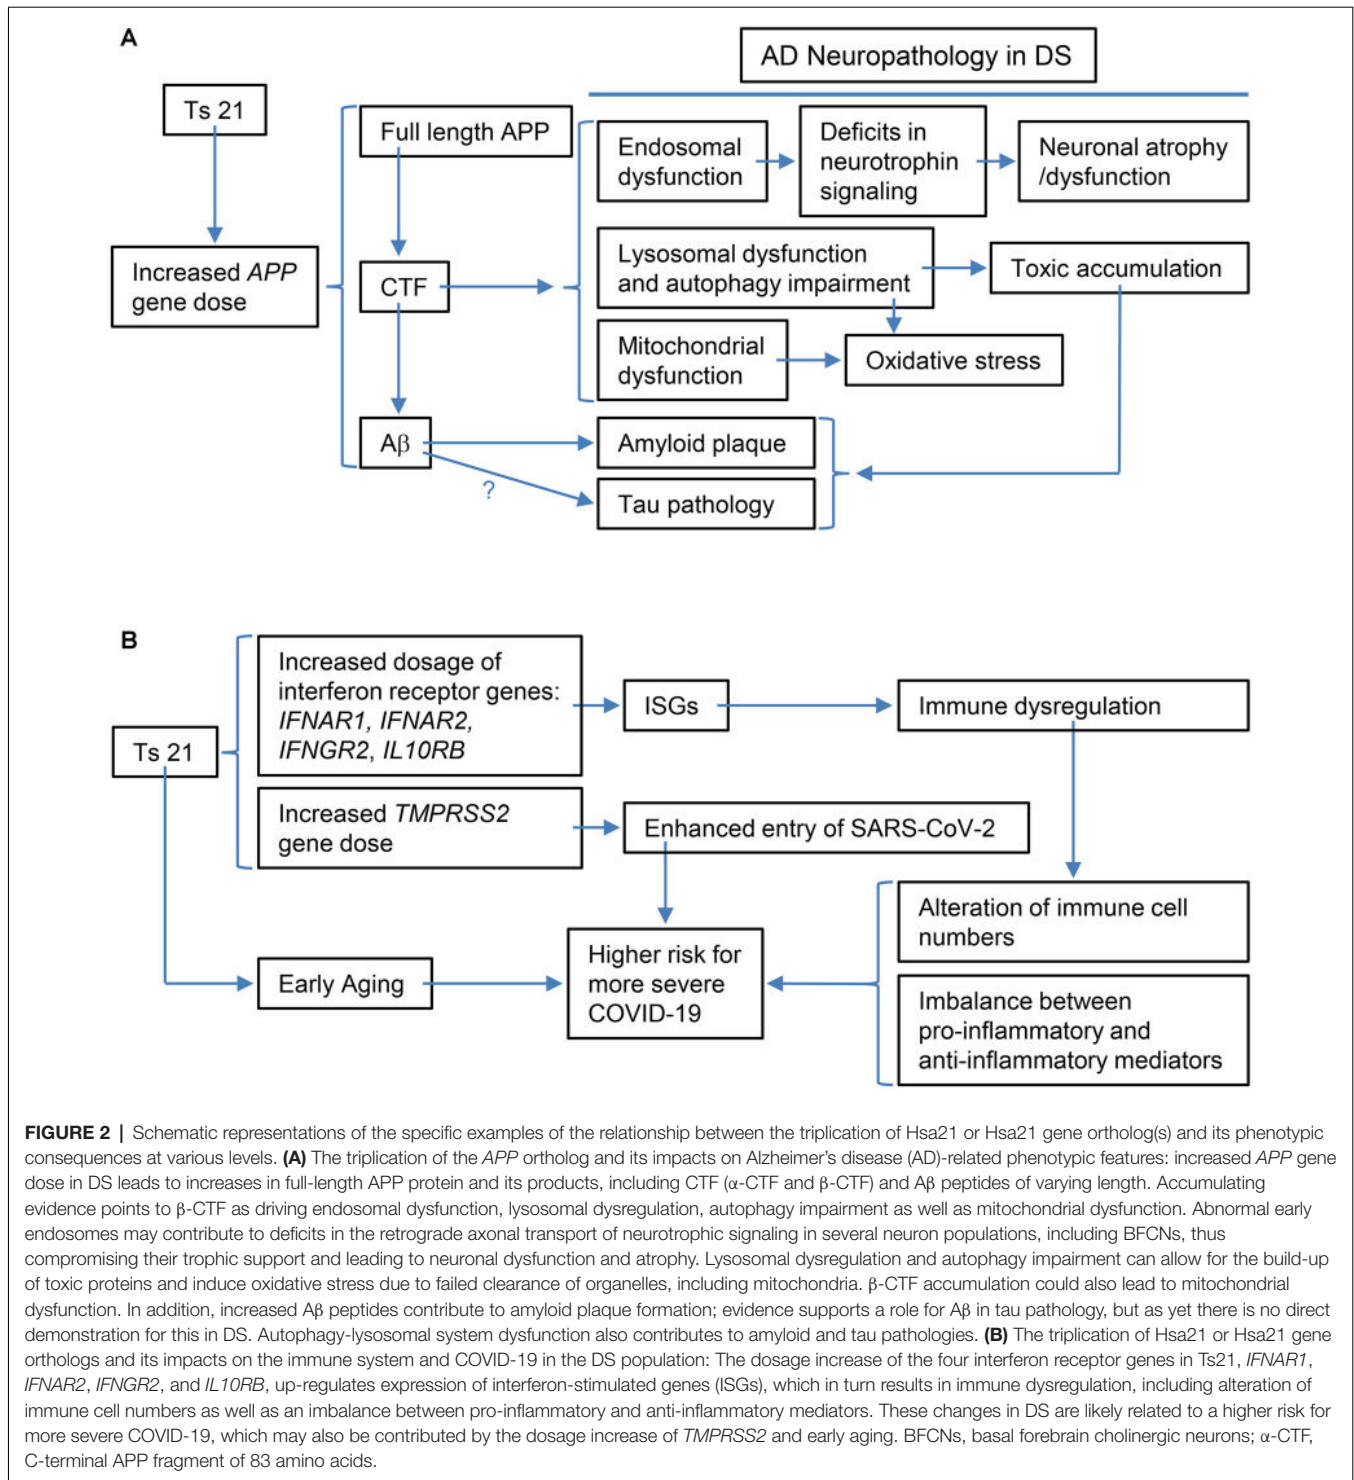 A
AD Neuropathology in DS
Ts 21
Full length APP
Endosomal
dysfunction
Deficits in
neurotrophin
signaling
Neuronal atrophy
/dysfunction
Increased APP
gene dose
CTF
Lysosomal dysfunction
and autophagy impairment
Toxic accumulation
Mitochondrial
dysfunction
Oxidative stress
Aβ
Amyloid plaque
?
Tau pathology
B
Increased dosage of
interferon receptor genes:
IFNAR1, IFNAR2,
IFNGR2, IL10RB
ISGs
Immune dysregulation
Ts 21
Increased TMPRSS2
gene dose
Enhanced entry of SARS-CoV-2
Alteration of immune cell
numbers
Early Aging
Higher risk for
more severe
COVID-19
Imbalance between
pro-inflammatory and
anti-inflammatory mediators
FIGURE 2 | Schematic representations of the specific examples of the relationship between the triplication of Hsa21 or Hsa21 gene ortholog(s) and its phenotypic
consequences at various levels. (A) The triplication of the APP ortholog and its impacts on Alzheimer's disease (AD)-related phenotypic features: increased APP gene
dose in DS leads to increases in full-length APP protein and its products, including CTF (α-CTF and β-CTF) and Aβ peptides of varying length. Accumulating
evidence points to β-CTF as driving endosomal dysfunction, lysosomal dysregulation, autophagy impairment as well as mitochondrial dysfunction. Abnormal early
endosomes may contribute to deficits in the retrograde axonal transport of neurotrophic signaling in several neuron populations, including BFCNs, thus
compromising their trophic support and leading to neuronal dysfunction and atrophy. Lysosomal dysregulation and autophagy impairment can allow for the build-up
of toxic proteins and induce oxidative stress due to failed clearance of organelles, including mitochondria. β-CTF accumulation could also lead to mitochondrial
dysfunction. In addition, increased Aβ peptides contribute to amyloid plaque formation; evidence supports a role for Aβ in tau pathology, but as yet there is no direct
demonstration for this in DS. Autophagy-lysosomal system dysfunction also contributes to amyloid and tau pathologies. (B) The triplication of Hsa21 or Hsa21 gene
orthologs and its impacts on the immune system and COVID-19 in the DS population: The dosage increase of the four interferon receptor genes in Ts21, IFNAR1,
IFNAR2, IFNGR2, and IL10RB, up-regulates expression of interferon-stimulated genes (ISGs), which in turn results in immune dysregulation, including alteration of
immune cell numbers as well as an imbalance between pro-inflammatory and anti-inflammatory mediators. These changes in DS are likely related to a higher risk for
more severe COVID-19, which may also be contributed by the dosage increase of TMPRSS2 and early aging. BFCNs, basal forebrain cholinergic neurons; α-CTF,
C-terminal APP fragment of 83 amino acids.